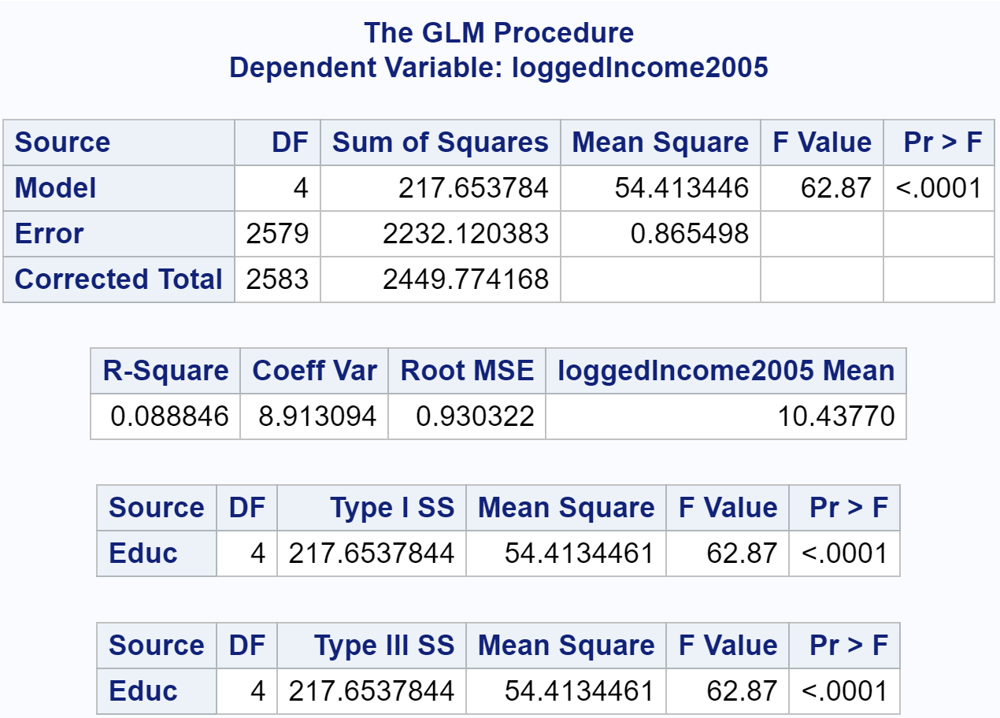 The GLM Procedure
Dependent Variable: loggedIncome2005
Source DF Sum of Squares Mean Square F Value Pr > F
Model 4 217.653784 54.413446 62.87 <.0001
Error 2579 2232.120383 0.865498
Corrected Total 2583 2449.774168
R-Square Coeff Var Root MSE loggedIncome2005 Mean
0.088846 8.913094 0.930322 10.43770
Source DF Type I SS Mean Square F Value Pr > F
Educ 4 217.6537844 54.4134461 62.87 <.0001
Source DF Type III SS Mean Square F Value Pr > F
Educ 4 217.6537844 54.4134461 62.87 <.0001